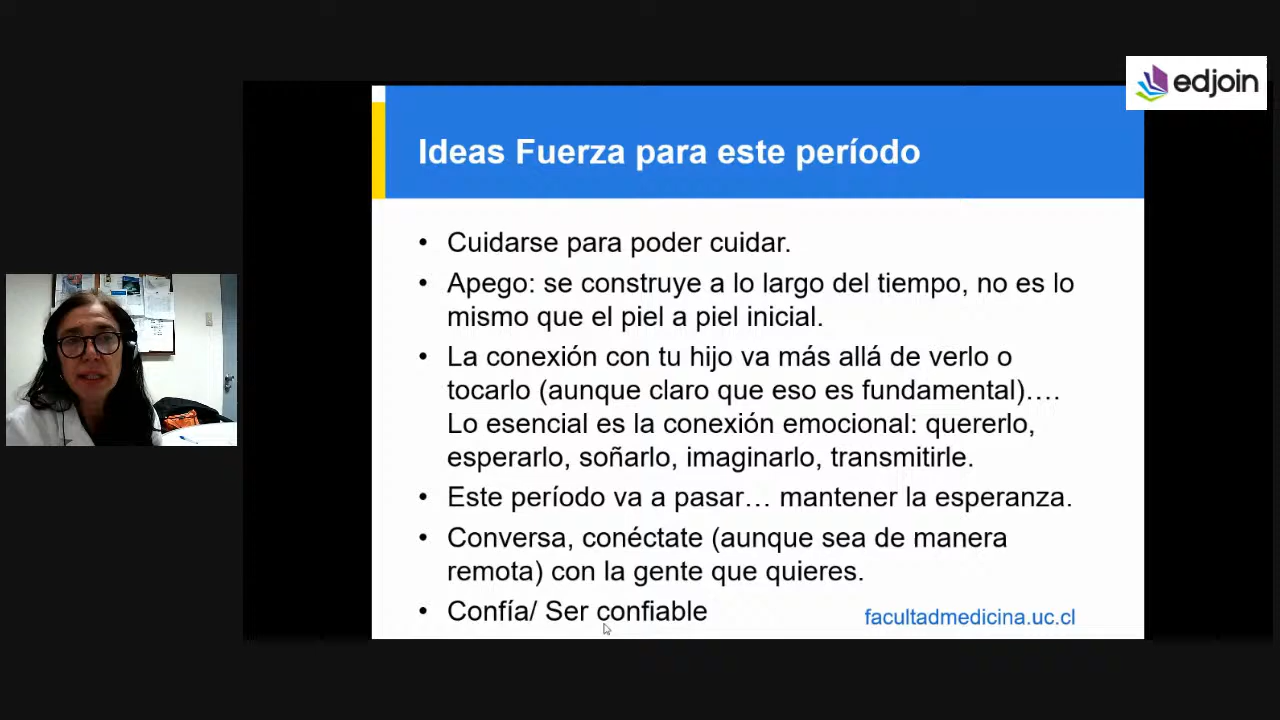 edjoin
Ideas Fuerza para este período
• Cuidarse para poder cuidar.
• Apego: se construye a lo largo del tiempo, no es lo
mismo que el piel a piel inicial.
• La conexión con tu hijo va más allá de verlo o
tocarlo (aunque claro que eso es fundamental)….
Lo esencial es la conexión emocional: quererlo,
esperarlo, soñarlo, imaginarlo, transmitirle.
• Este período va a pasar… mantener la esperanza.
• Conversa, conéctate (aunque sea de manera
remota) con la gente que quieres.
• Confía/ Ser confiable
facultadmedicina.uc.cl